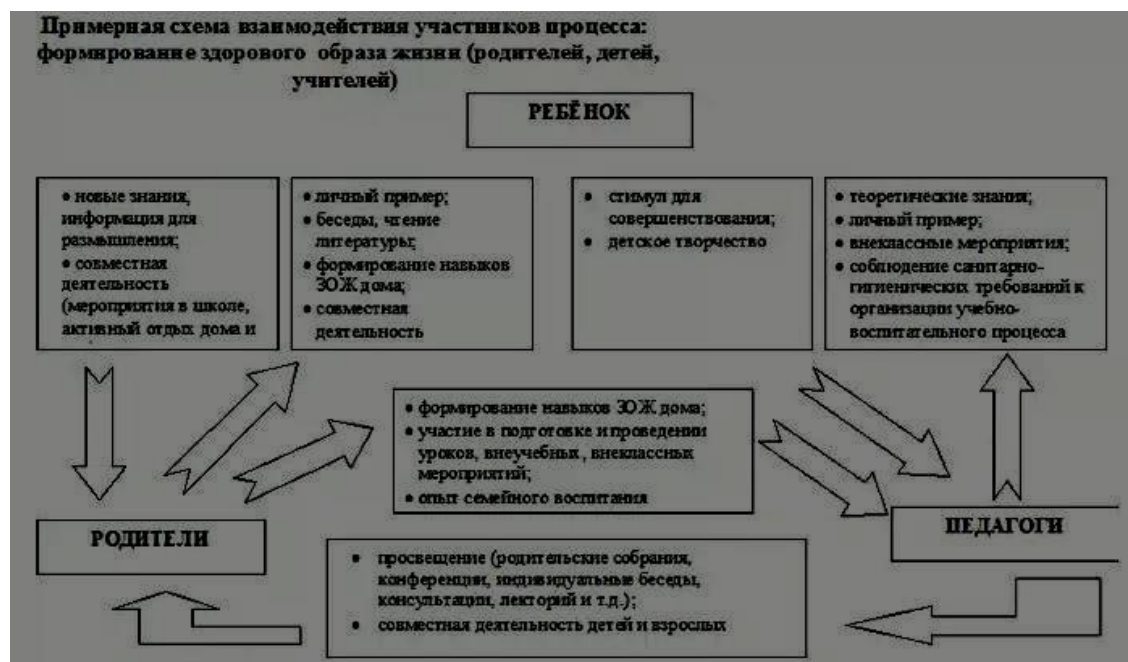 Примерная схема взаимодействия участников процесса:
формирование здорового образа жизни (родителей, детей,
учителей)
РЕБЁНОК
• новые знания,
информация для
размышления;
• совместная
деятельность
(мероприятия в школе,
активный отдых дома и
• личный пример;
• беседы, чтение
литературы;
• формирование навыков
ЗОЖ дома;
• совместная
деятельность
• стимул для
совершенствования;
• детское творчество
• теоретические знания;
• личный пример;
• внеклассные мероприятия;
• соблюдение санитарно-
гигиенических требований к
организации учебно-
воспитательного процесса
• формирование навыков ЗОЖ дома;
• участие в подготовке и проведении
уроков, внеучебных , внеклассных
мероприятий;
• опыт семейного воспитания
РОДИТЕЛИ
ПЕДАГОГИ
• просвещение (родительские собрания,
конференции, индивидуальные беседы,
консультации, лекторий и т.д.);
• совместная деятельность детей и взрослых